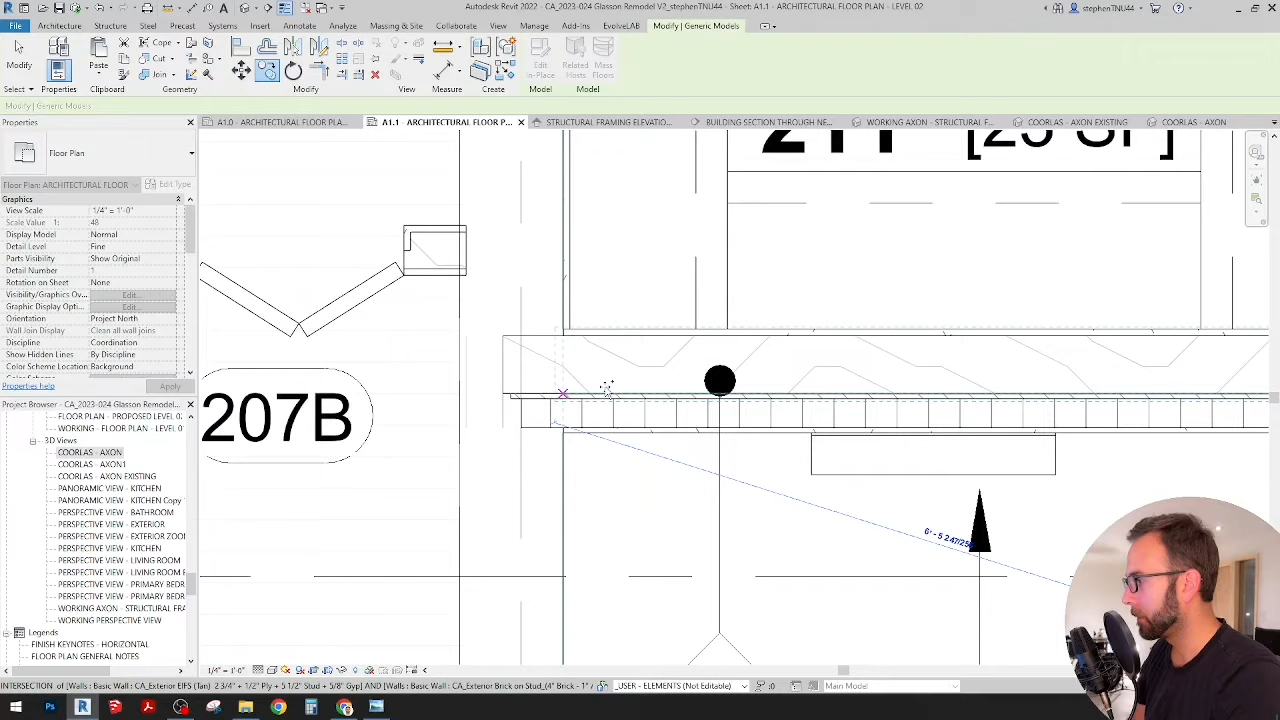 Autodesk Revit 2022 - CA_2023-024 Glasson Remodel V2_stephenTNU44 - Sheet: A1.1 - ARCHITECTURAL FLOOR PLAN - LEVEL 02
stephenTNU44
File Architecture Structure Steel Precast Systems Insert Annotate Analyze Massing & Site Collaborate View Manage Add-Ins EvolveLAB Modify | Generic Models
Modify
Paste
Cope
Cut
Join
Edit In-Place
Related Hosts
Mass Floors
Select Properties Clipboard Geometry Modify View Measure Create Model Model
Modify | Generic Models
Properties
A1.0 - ARCHITECTURAL FLOOR PLA...
A1.1 - ARCHITECTURAL FLOOR P...
STRUCTURAL FRAMING ELEVATIO...
BUILDING SECTION THROUGH NE...
WORKING AXON - STRUCTURAL F...
COORLAS - AXON EXISTING
COORLAS - AXON
Floor Plan
Floor Plan: ARCHITECTURAL FLOOR
Edit Type
Graphics
View Scale 1/4" = 1'-0"
Scale Value 1: 48
Display Model Normal
Detail Level Fine
Parts Visibility Show Original
Detail Number 1
Rotation on Sheet None
Visibility/Graphics Ov... Edit...
Graphic Display Opti... Edit...
Orientation Project North
Wall Join Display Clean all wall joins
Discipline Coordination
Show Hidden Lines By Discipline
Color Scheme Location Background
Properties help
Apply
Project Browser - CA_2023-024 Glasson Remodel...
FLOOR PLAN - PROPOSED LEVEL 02
WORKING - FLOOR PLAN - LEVEL 02
3D Views
COORLAS - AXON
COORLAS - AXON1
COORLAS - AXON EXISTING
PANORAMIC VIEW - KITCHEN
PANORAMIC VIEW - KITCHEN Copy
PERSPECTIVE VIEW - BATHROOM
PERSPECTIVE VIEW - EXTERIOR
PERSPECTIVE VIEW - EXTERIOR ZOO
PERSPECTIVE VIEW - KITCHEN
PERSPECTIVE VIEW - LIVING ROOM
PERSPECTIVE VIEW - LIVING ROOM
PERSPECTIVE VIEW - PRIMARY BEDR
PERSPECTIVE VIEW - PRIMARY BEDR
WORKING AXON - STRUCTURAL FRA
WORKING PERSPECTIVE VIEW
Legends
FINISH KEYNOTES - HORIZONTAL
FLOOR PLAN GENERAL NOTES
207B
1/4" = 1'-0"
INTERSECTION of [Walls : Basic Wall : CA_Exterior EIFS (Tan) 2 3/4" + 1/2" Ply + 5 1/2" Stud + 5/8" Gyp] AND [Walls : Basic Wall : CA_Exterior Brick on Stud_(4" Brick - 1" A
_USER - ELEMENTS (Not Editable)
:0
Main Model